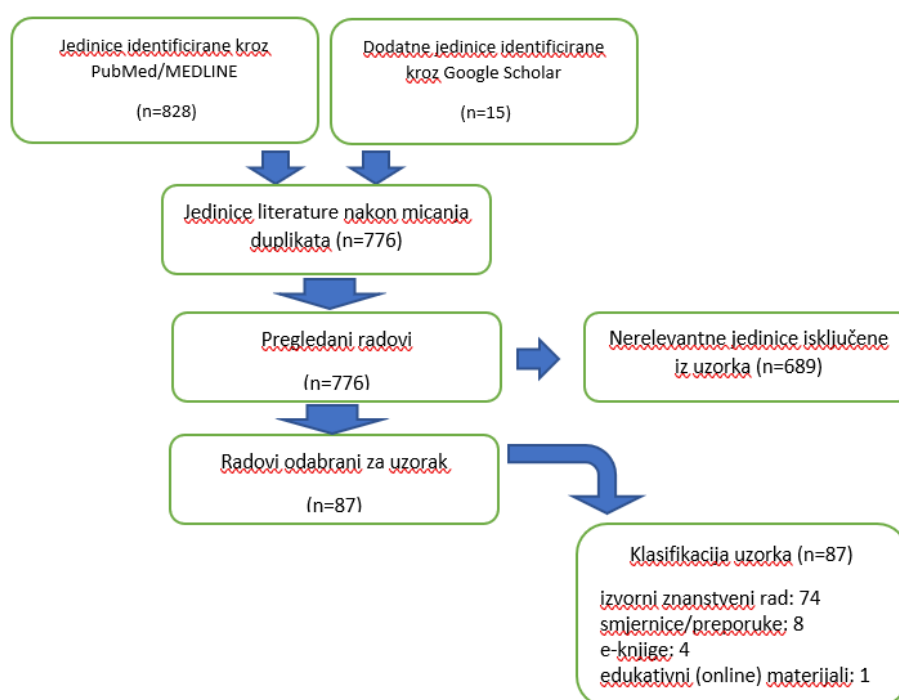 Jedinice identificirane kroz
PubMed/MEDLINE
(n=828)
Dodatne jedinice identificirane
kroz Google Scholar
(n=15)
Jedinice literature nakon micanja
duplikata (n=776)
Pregledani radovi
(n=776)
Nerelevantne jedinice isključene
iz uzorka (n=689)
Radovi odabrani za uzorak
(n=87)
Klasifikacija uzorka (n=87)
izvorni znanstveni rad: 74
smjernice/preporuke: 8
e-knjige: 4
edukativni (online) materijali: 1